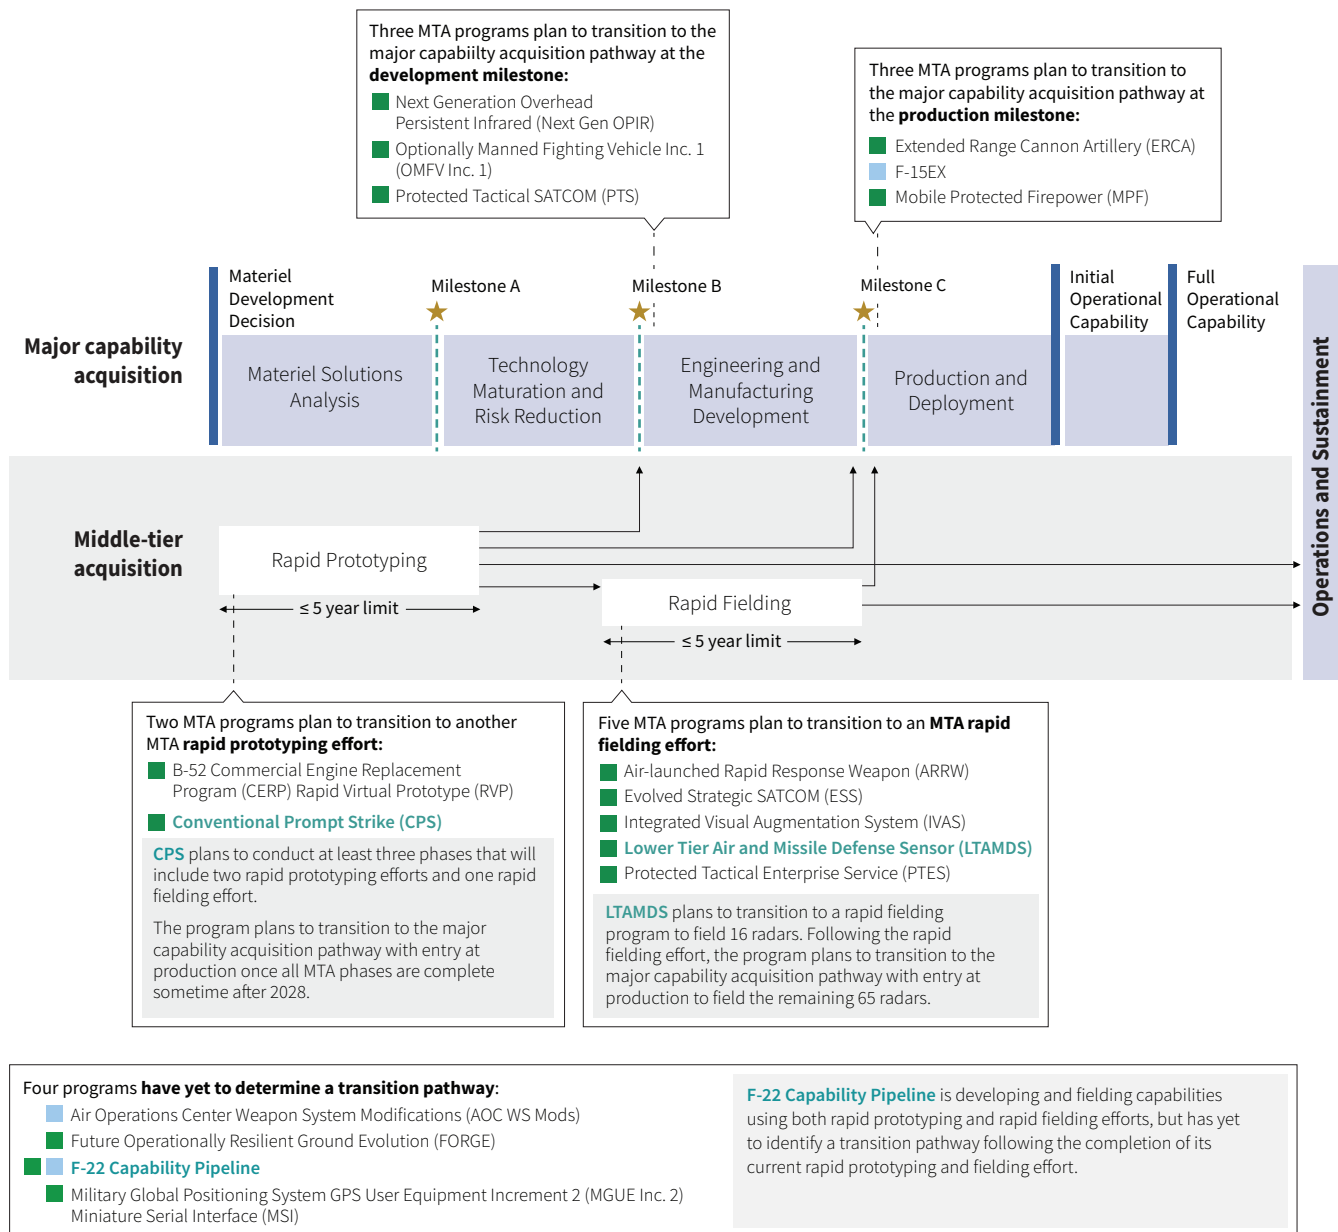 Three MTA programs plan to transition to the
major capabiilty acquisition pathway at the
development milestone:
Next Generation Overhead
Persistent Infrared (Next Gen OPIR)
Optionally Manned Fighting Vehicle Inc. 1
(OMFV Inc. 1)
Protected Tactical SATCOM (PTS)
Three MTA programs plan to transition to
the major capability acquisition pathway at
the production milestone:
Extended Range Cannon Artillery (ERCA)
F-15EX
Mobile Protected Firepower (MPF)
Materiel
Development
Decision
Milestone A
Milestone B
Milestone C
Initial
Operational
Capability
Full
Operational
Capability
Major capability
acquisition
Materiel Solutions
Analysis
Technology
Maturation and
Risk Reduction
Engineering and
Manufacturing
Development
Production and
Deployment
Operations and Sustainment
Middle-tier
acquisition
Rapid Prototyping
≤ 5 year limit
Rapid Fielding
≤ 5 year limit
Two MTA programs plan to transition to another
MTA rapid prototyping effort:
B-52 Commercial Engine Replacement
Program (CERP) Rapid Virtual Prototype (RVP)
Conventional Prompt Strike (CPS)
CPS plans to conduct at least three phases that will
include two rapid prototyping efforts and one rapid
fielding effort.
The program plans to transition to the major
capability acquisition pathway with entry at
production once all MTA phases are complete
sometime after 2028.
Five MTA programs plan to transition to an MTA rapid
fielding effort:
Air-launched Rapid Response Weapon (ARRW)
Evolved Strategic SATCOM (ESS)
Integrated Visual Augmentation System (IVAS)
Lower Tier Air and Missile Defense Sensor (LTAMDS)
Protected Tactical Enterprise Service (PTES)
LTAMDS plans to transition to a rapid fielding
program to field 16 radars. Following the rapid
fielding effort, the program plans to transition to the
major capability acquisition pathway with entry at
production to field the remaining 65 radars.
Four programs have yet to determine a transition pathway:
Air Operations Center Weapon System Modifications (AOC WS Mods)
Future Operationally Resilient Ground Evolution (FORGE)
F-22 Capability Pipeline
Military Global Positioning System GPS User Equipment Increment 2 (MGUE Inc. 2)
Miniature Serial Interface (MSI)
F-22 Capability Pipeline is developing and fielding capabilities
using both rapid prototyping and rapid fielding efforts, but has yet
to identify a transition pathway following the completion of its
current rapid prototyping and fielding effort.